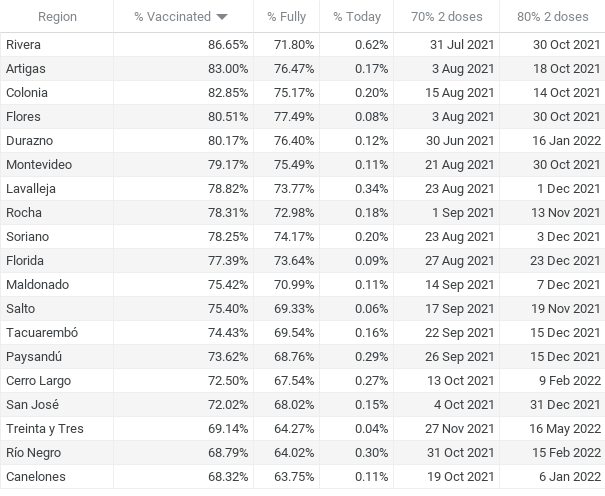 Region % Vaccinated % Fully % Today 70% 2 doses 80% 2 doses
Rivera 86.65% 71.80% 0.62% 31 Jul 2021 30 Oct 2021
Artigas 83.00% 76.47% 0.17% 3 Aug 2021 18 Oct 2021
Colonia 82.85% 75.17% 0.20% 15 Aug 2021 14 Oct 2021
Flores 80.51% 77.49% 0.08% 3 Aug 2021 30 Oct 2021
Durazno 80.17% 76.40% 0.12% 30 Jun 2021 16 Jan 2022
Montevideo 79.17% 75.49% 0.11% 21 Aug 2021 30 Oct 2021
Lavalleja 78.82% 73.77% 0.34% 23 Aug 2021 1 Dec 2021
Rocha 78.31% 72.98% 0.18% 1 Sep 2021 13 Nov 2021
Soriano 78.25% 74.17% 0.20% 23 Aug 2021 3 Dec 2021
Florida 77.39% 73.64% 0.09% 27 Aug 2021 23 Dec 2021
Maldonado 75.42% 70.99% 0.11% 14 Sep 2021 7 Dec 2021
Salto 75.40% 69.33% 0.06% 17 Sep 2021 19 Nov 2021
Tacuarembó 74.43% 69.54% 0.16% 22 Sep 2021 15 Dec 2021
Paysandú 73.62% 68.76% 0.29% 26 Sep 2021 15 Dec 2021
Cerro Largo 72.50% 67.54% 0.27% 13 Oct 2021 9 Feb 2022
San José 72.02% 68.02% 0.15% 4 Oct 2021 31 Dec 2021
Treinta y Tres 69.14% 64.27% 0.04% 27 Nov 2021 16 May 2022
Río Negro 68.79% 64.02% 0.30% 31 Oct 2021 15 Feb 2022
Canelones 68.32% 63.75% 0.11% 19 Oct 2021 6 Jan 2022